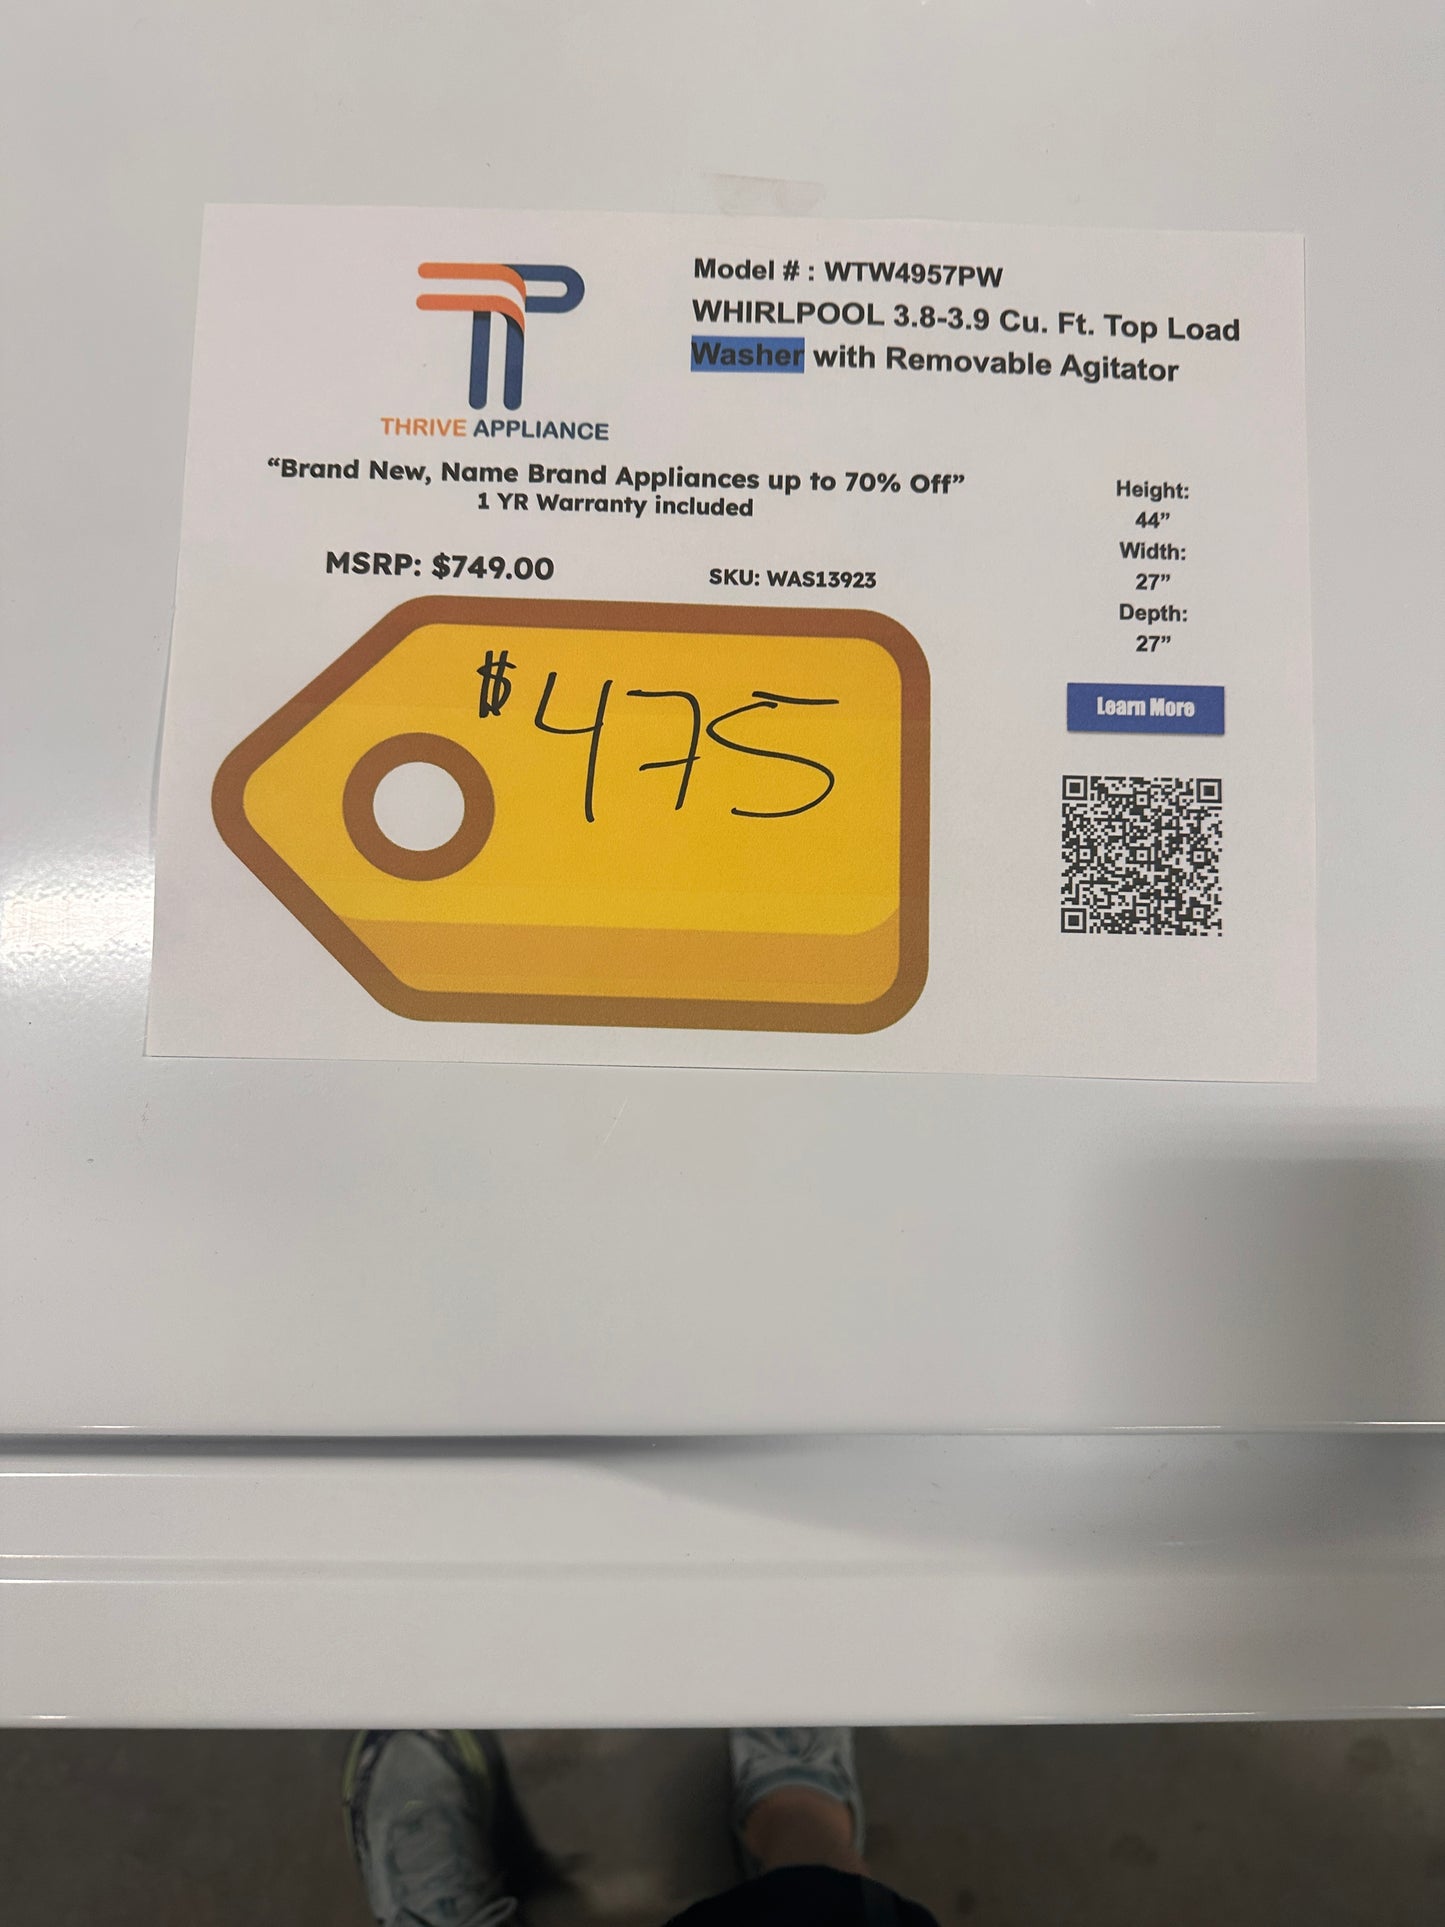 Model # : WTW4957PW
WHIRLPOOL 3.8-3.9 Cu. Ft. Top Load
Washer with Removable Agitator
THRIVE APPLIANCE
“Brand New, Name Brand Appliances up to 70% Off”
1 YR Warranty included
MSRP: $749.00
SKU: WAS13923
$475
Height:
44”
Width:
27”
Depth:
27”
Learn More